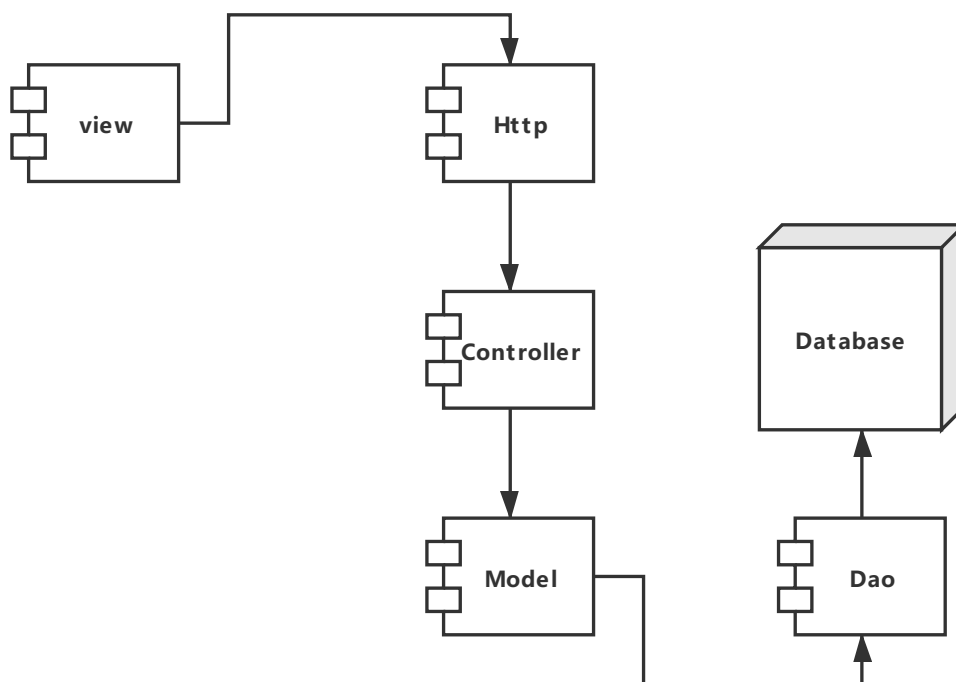 view
Http
Controller
Database
Model
Dao